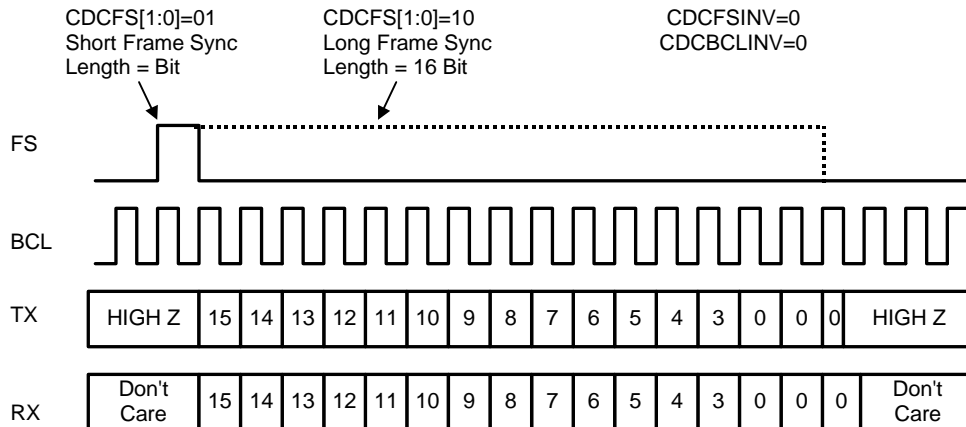 CDCFS[1:0]=01
Short Frame Sync
Length = Bit
CDCFS[1:0]=10
Long Frame Sync
Length = 16 Bit
CDCFSINV=0
CDCBCLINV=0
FS
BCL
TX HIGH Z 15 14 13 12 11 10 9 8 7 6 5 4 3 0 0 0 HIGH Z
RX Don't Care 15 14 13 12 11 10 9 8 7 6 5 4 3 0 0 0 Don't Care